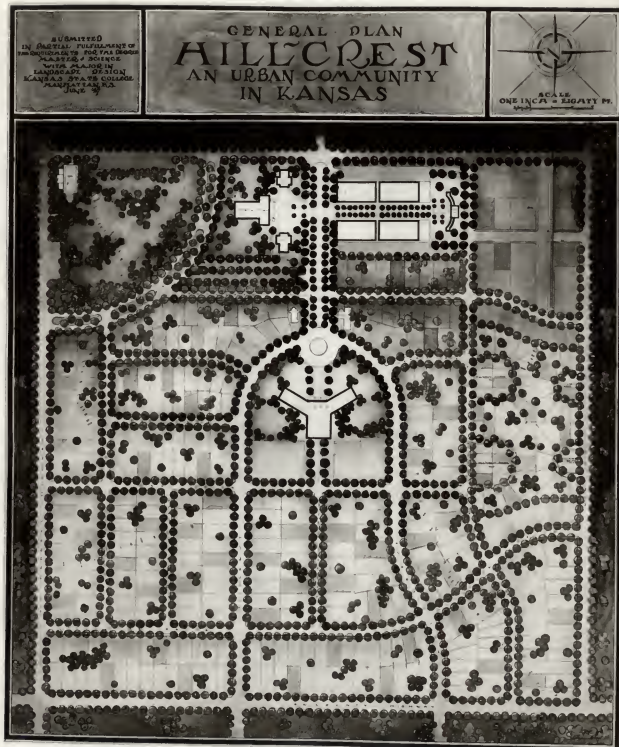 SUBMITTED
IN PARTIAL FULFILLMENT OF
THE REQUIREMENTS FOR THE DEGREE
MASTER of SCIENCE
WITH MAJOR IN
LANDSCAPE DESIGN
KANSAS STATE COLLEGE
MANHATTAN KS.
JUNE
GENERAL PLAN
HILLCREST
AN URBAN COMMUNITY
IN KANSAS
N
SCALE
ONE INCH = EIGHTY FT.